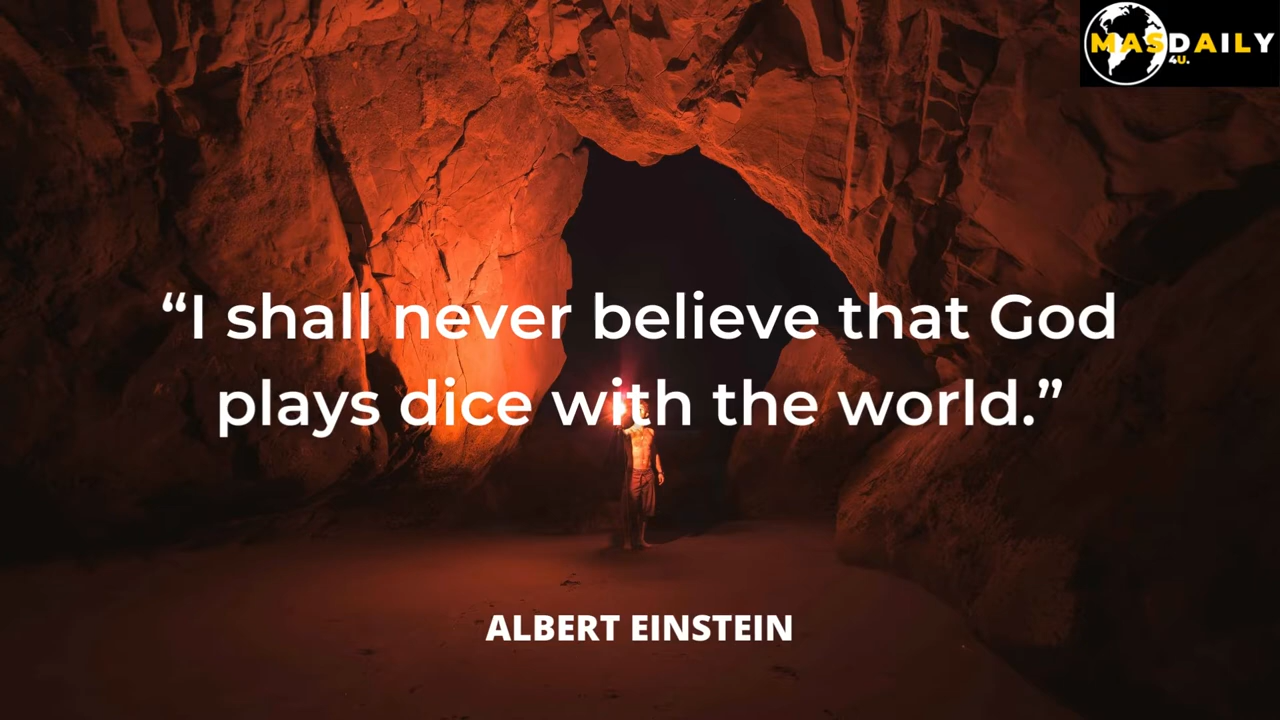 MASDAILY
4U.
“I shall never believe that God
plays dice with the world.”
ALBERT EINSTEIN